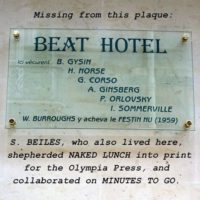 Missing from this plaque:
BEAT HOTEL
ici vécurent B. GYSIN
H. NORSE
G. CORSO
A. GINSBERG
P. ORLOVSKY
I. SOMMERVILLE
W. BURROUGHS y acheva le FESTIN NU (1959)
S. BEILES, who also lived here,
shepherded NAKED LUNCH into print
for the Olympia Press, and
collaborated on MINUTES TO GO.